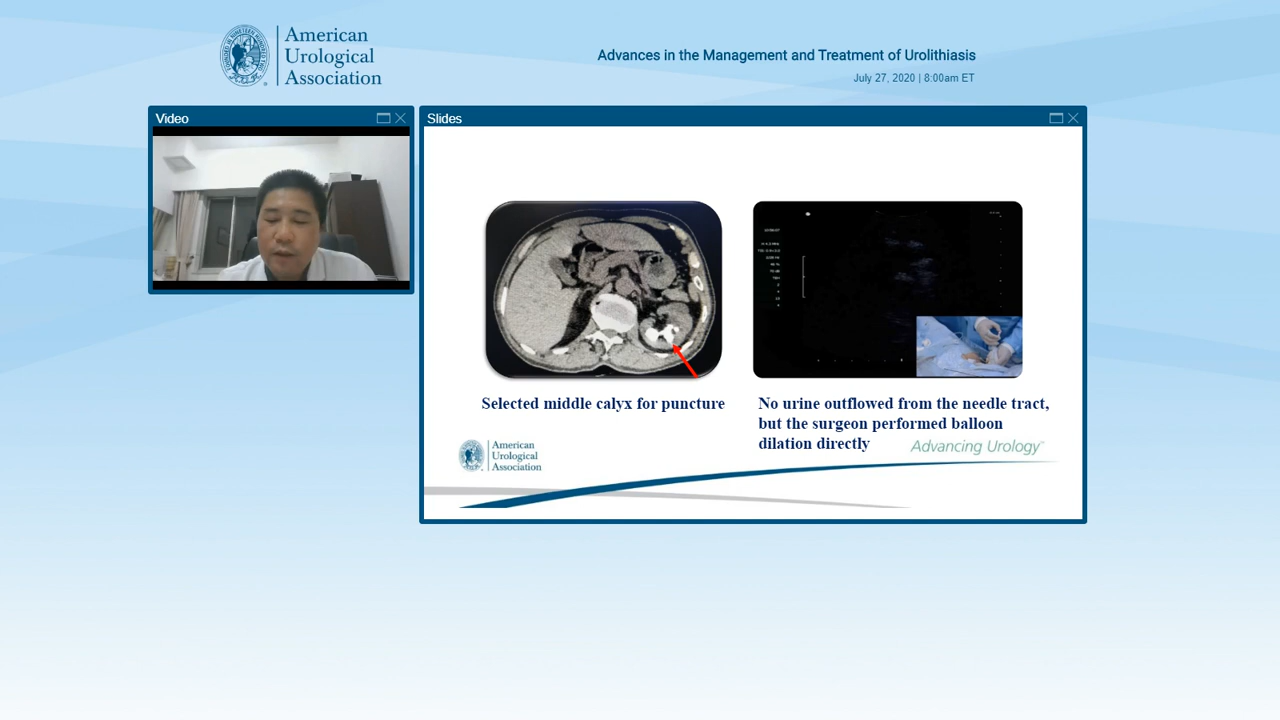 American
Urological
Association
Advances in the Management and Treatment of Urolithiasis
July 27, 2020 | 8:00am ET
Video
Slides
Selected middle calyx for puncture
No urine outflowed from the needle tract,
but the surgeon performed balloon
dilation directly
American
Urological
Association
Advancing Urology™